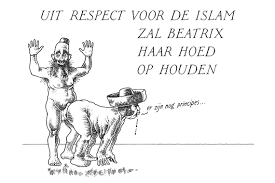 UIT RESPECT VOOR DE ISLAM
ZAL BEATRIX
HAAR HOED
OP HOUDEN
er zijn nog principes...